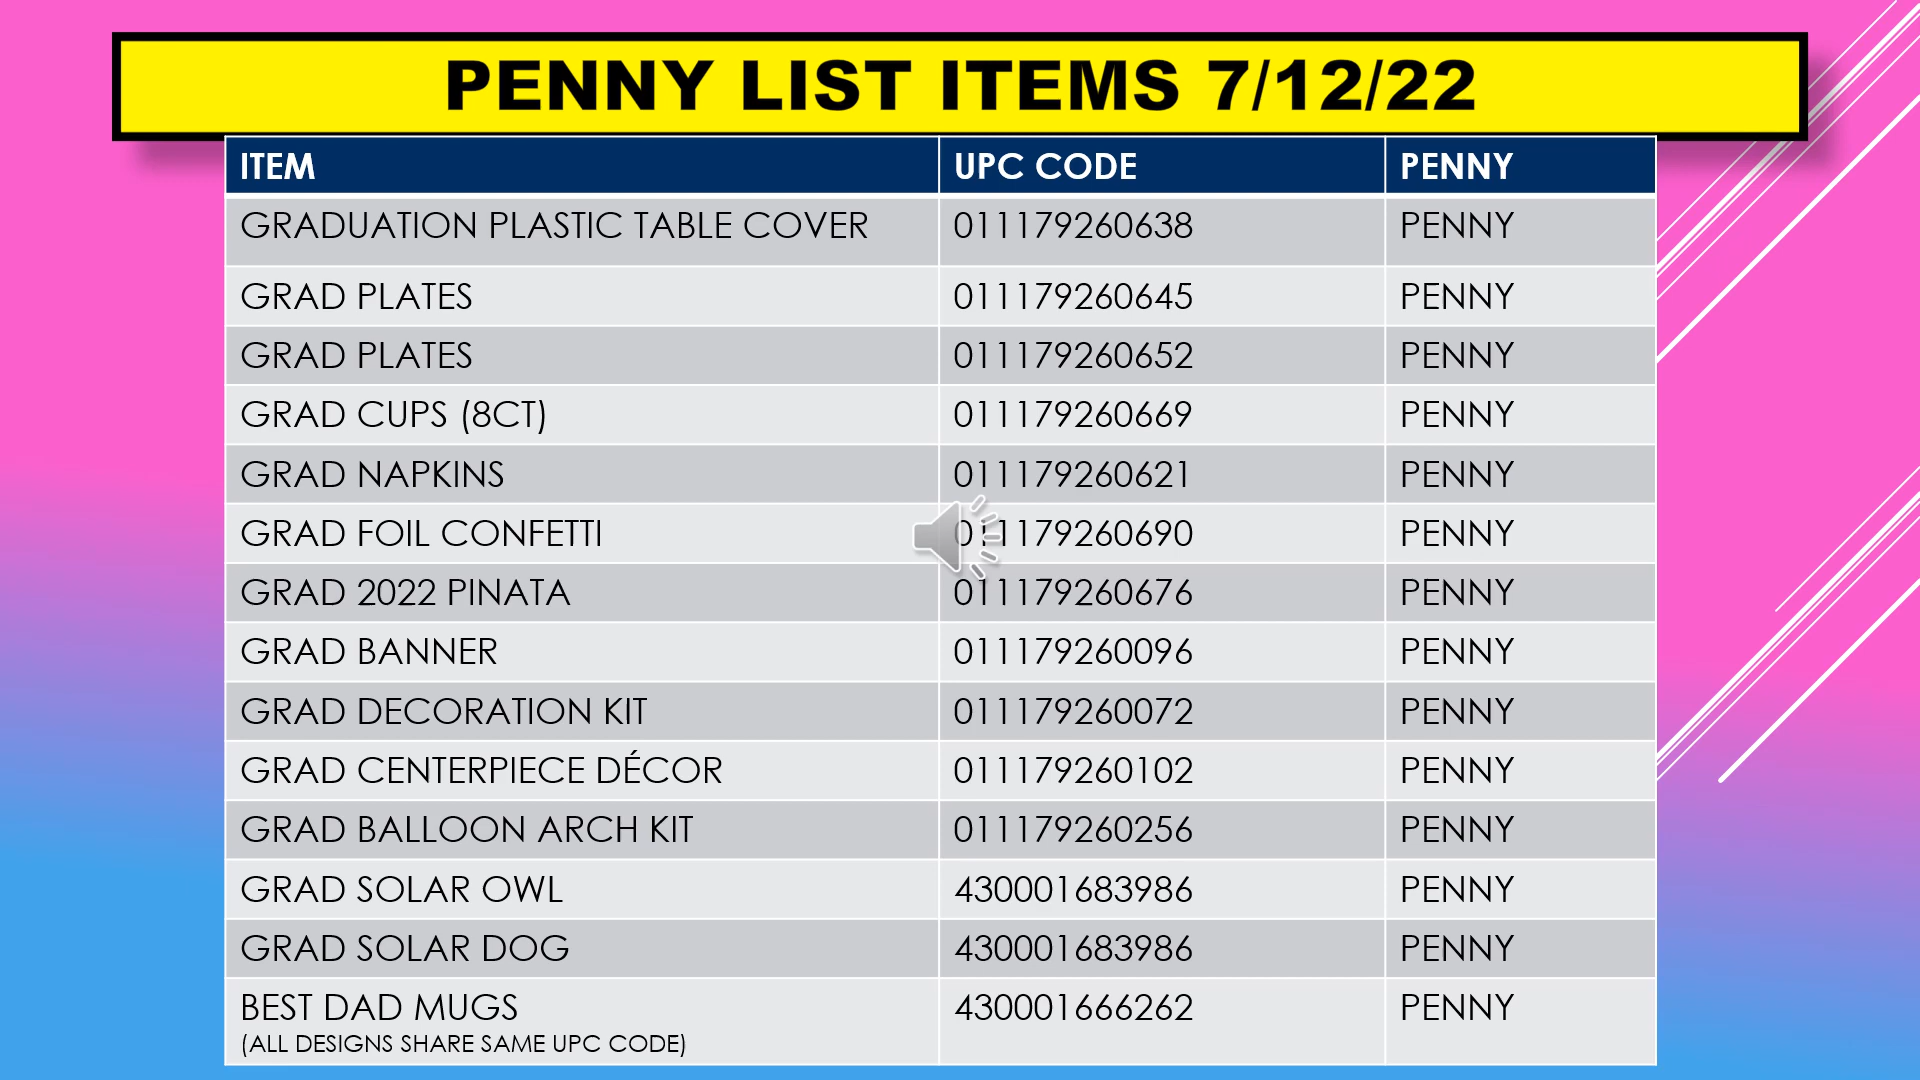 PENNY LIST ITEMS 7/12/22
ITEM UPC CODE PENNY
GRADUATION PLASTIC TABLE COVER 011179260638 PENNY
GRAD PLATES 011179260645 PENNY
GRAD PLATES 011179260652 PENNY
GRAD CUPS (8CT) 011179260669 PENNY
GRAD NAPKINS 011179260621 PENNY
GRAD FOIL CONFETTI 011179260690 PENNY
GRAD 2022 PINATA 011179260676 PENNY
GRAD BANNER 011179260096 PENNY
GRAD DECORATION KIT 011179260072 PENNY
GRAD CENTERPIECE DÉCOR 011179260102 PENNY
GRAD BALLOON ARCH KIT 011179260256 PENNY
GRAD SOLAR OWL 430001683986 PENNY
GRAD SOLAR DOG 430001683986 PENNY
BEST DAD MUGS 430001666262 PENNY
(ALL DESIGNS SHARE SAME UPC CODE)